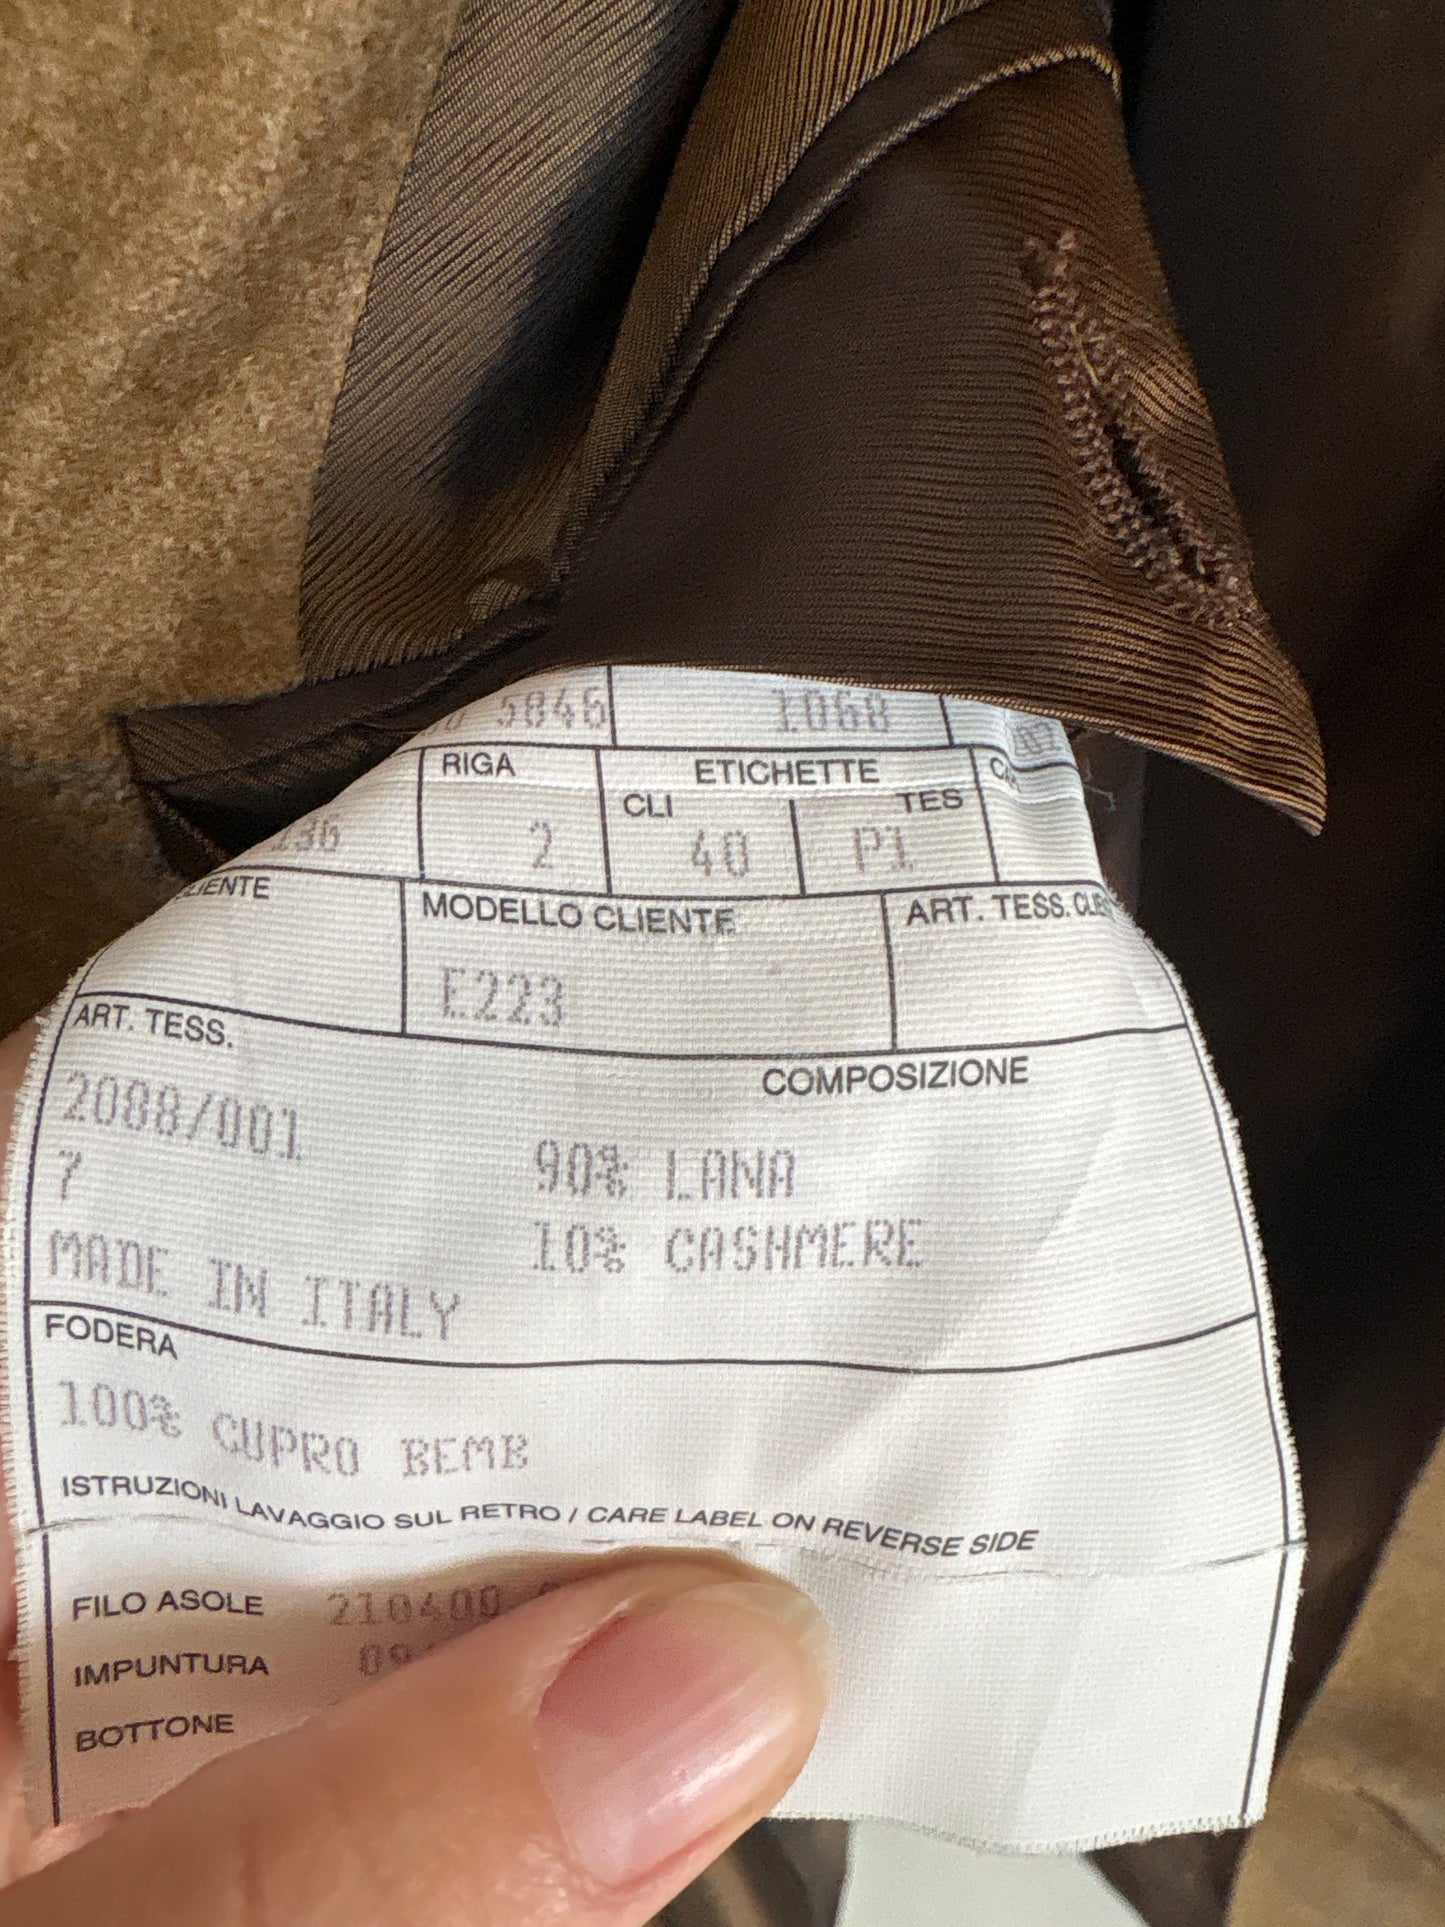 5846 1068
RIGA ETICHETTE
CLI TES
236 2 40 P1
MODELLO CLIENTE ART. TESS.
E223
ART. TESS. COMPOSIZIONE
2088/001
7 90% LANA
10% CASHMERE
MADE IN ITALY
FODERA
100% CUPRO BEMB
ISTRUZIONI LAVAGGIO SUL RETRO / CARE LABEL ON REVERSE SIDE
FILO ASOLE 210400
IMPUNTURA
BOTTONE